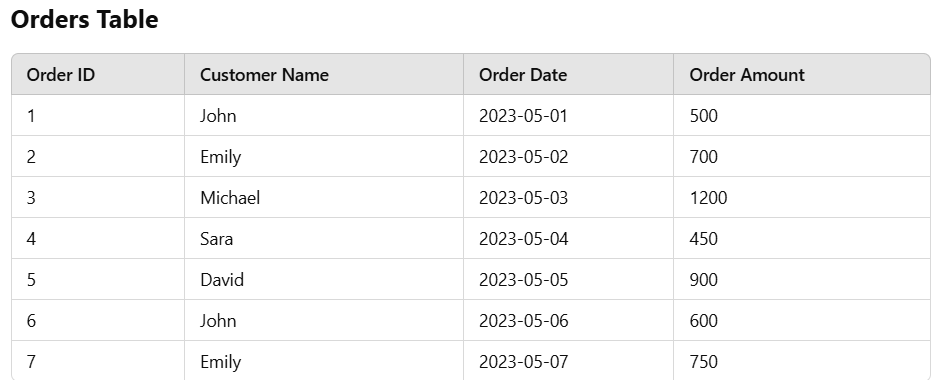 Orders Table
Order ID Customer Name Order Date Order Amount
1 John 2023-05-01 500
2 Emily 2023-05-02 700
3 Michael 2023-05-03 1200
4 Sara 2023-05-04 450
5 David 2023-05-05 900
6 John 2023-05-06 600
7 Emily 2023-05-07 750